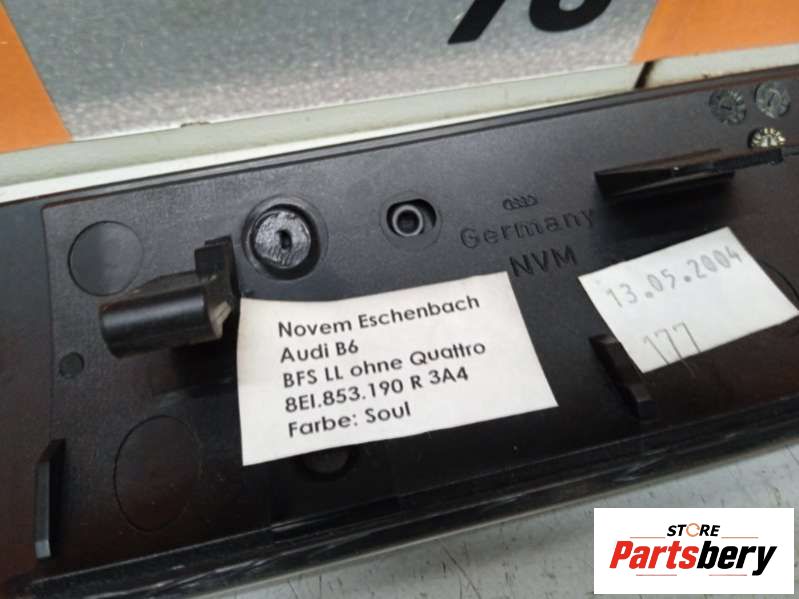 Germany
NVM
13.05.2004
177
Novem Eschenbach
Audi B6
BFS LL ohne Quattro
8EI.853.190 R 3A4
Farbe: Soul
STORE
Partsbery